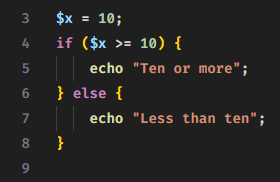 3 $x = 10;
4 if ($x >= 10) {
5 echo "Ten or more";
6 } else {
7 echo "Less than ten";
8 }
9